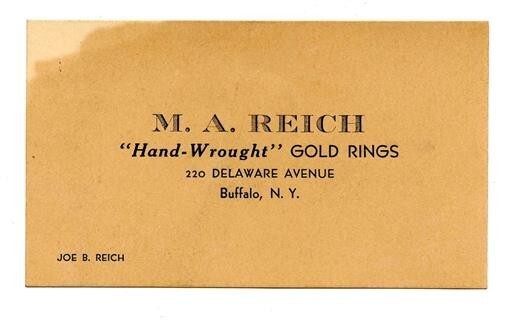 M. A. REICH
"Hand-Wrought" GOLD RINGS
220 DELAWARE AVENUE
Buffalo, N. Y.
JOE B. REICH